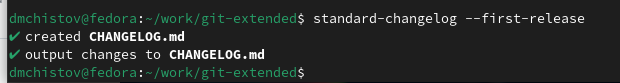 dmchistov@fedora:~/work/git-extended$ standard-changelog --first-release
✔ created CHANGELOG.md
✔ output changes to CHANGELOG.md
dmchistov@fedora:~/work/git-extended$